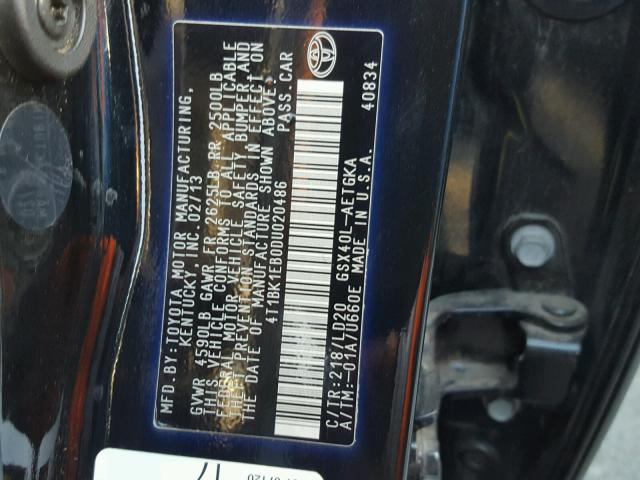 MFD.BY:TOYOTA MOTOR MANUFACTURING,
KENTUCKY, INC. 02/13
GVWR 4590LB GAWR FR 2625LB RR 2500LB
THIS VEHICLE CONFORMS TO ALL APPLICABLE
FEDERAL MOTOR VEHICLE SAFETY, BUMPER, AND
THEFT PREVENTION STANDARDS IN EFFECT ON
THE DATE OF MANUFACTURE SHOWN ABOVE.
4T1BK1EB0DU020486 PASS.CAR
C/TR:218/LD20 GSX40L-AETGKA
A/TM:-01A/U660E MADE IN U.S.A. 40834
17